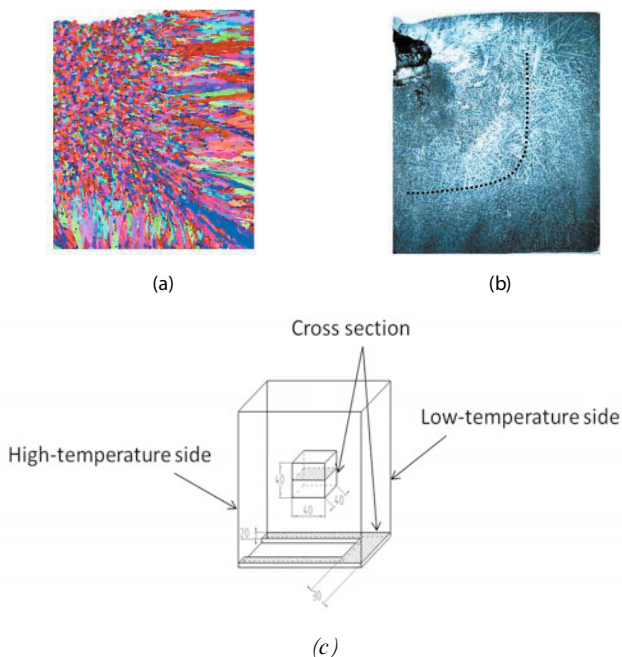 (a)
(b)
Cross section
High-temperature side
Low-temperature side
40
40
40
20
30
(c)